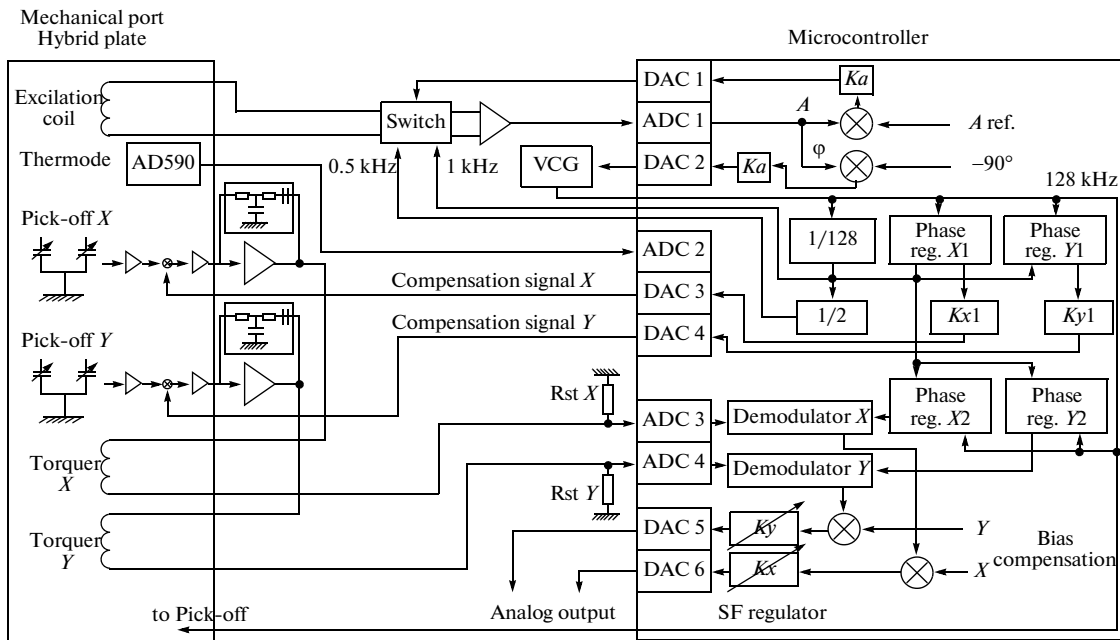 Mechanical port
Hybrid plate
Microcontroller
Excilation
coil
Switch
DAC 1
Ka
ADC 1
A
A ref.
Thermode
AD590
0.5 kHz
1 kHz
VCG
DAC 2
Ka
φ
−90°
128 kHz
Pick-off X
ADC 2
1/128
Phase
reg. X1
Phase
reg. Y1
Compensation signal X
DAC 3
1/2
Kx1
Ky1
Pick-off Y
Compensation signal Y
DAC 4
Rst X
ADC 3
Demodulator X
Phase
reg. X2
Phase
reg. Y2
Torquer
X
ADC 4
Demodulator Y
Rst Y
Torquer
Y
DAC 5
Ky
Y
Bias
compensation
DAC 6
Kx
X
to Pick-off
Analog output
SF regulator